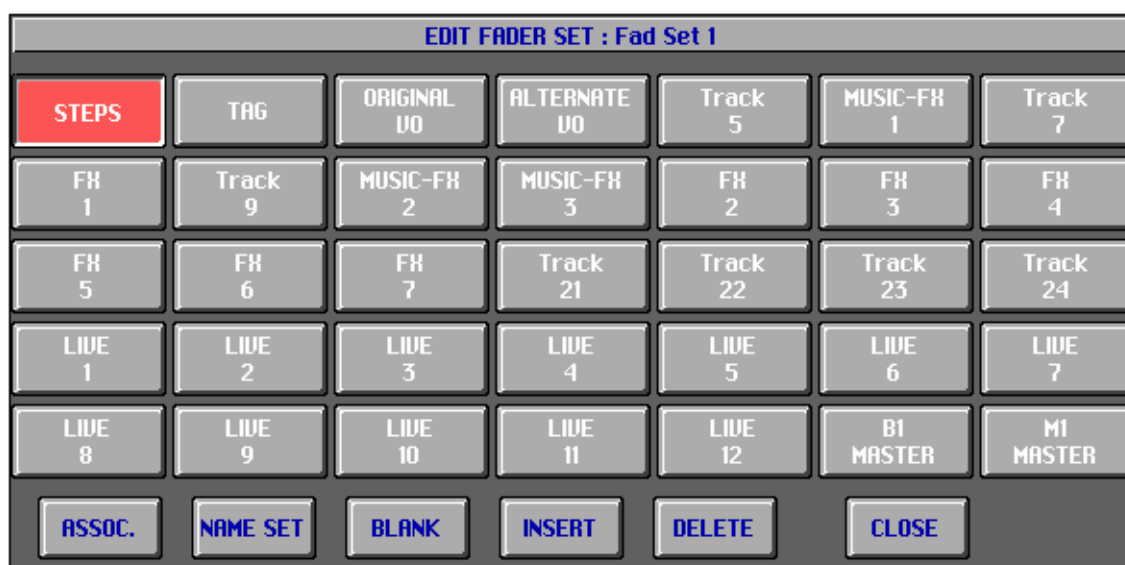 EDIT FADER SET : Fad Set 1
STEPS TAG ORIGINAL VO ALTERNATE VO Track 5 MUSIC-FX 1 Track 7
FX 1 Track 9 MUSIC-FX 2 MUSIC-FX 3 FX 2 FX 3 FX 4
FX 5 FX 6 FX 7 Track 21 Track 22 Track 23 Track 24
LIVE 1 LIVE 2 LIVE 3 LIVE 4 LIVE 5 LIVE 6 LIVE 7
LIVE 8 LIVE 9 LIVE 10 LIVE 11 LIVE 12 B1 MASTER M1 MASTER
ASSOC. NAME SET BLANK INSERT DELETE CLOSE